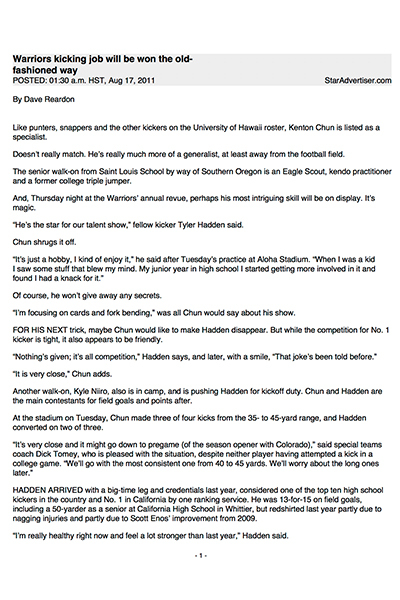 Warriors kicking job will be won the old-
fashioned way
POSTED: 01:30 a.m. HST, Aug 17, 2011 StarAdvertiser.com
By Dave Reardon
Like punters, snappers and the other kickers on the University of Hawaii roster, Kenton Chun is listed as a
specialist.
Doesn't really match. He's really much more of a generalist, at least away from the football field.
The senior walk-on from Saint Louis School by way of Southern Oregon is an Eagle Scout, kendo practitioner
and a former college triple jumper.
And, Thursday night at the Warriors' annual revue, perhaps his most intriguing skill will be on display. It's
magic.
"He's the star for our talent show," fellow kicker Tyler Hadden said.
Chun shrugs it off.
"It's just a hobby, I kind of enjoy it," he said after Tuesday's practice at Aloha Stadium. "When I was a kid
I saw some stuff that blew my mind. My junior year in high school I started getting more involved in it and
found I had a knack for it."
Of course, he won't give away any secrets.
"I'm focusing on cards and fork bending," was all Chun would say about his show.
FOR HIS NEXT trick, maybe Chun would like to make Hadden disappear. But while the competition for No. 1
kicker is tight, it also appears to be friendly.
"Nothing's given; it's all competition," Hadden says, and later, with a smile, "That joke's been told before."
"It is very close," Chun adds.
Another walk-on, Kyle Niiro, also is in camp, and is pushing Hadden for kickoff duty. Chun and Hadden are
the main contestants for field goals and points after.
At the stadium on Tuesday, Chun made three of four kicks from the 35- to 45-yard range, and Hadden
converted on two of three.
"It's very close and it might go down to pregame (of the season opener with Colorado)," said special teams
coach Dick Tomey, who is pleased with the situation, despite neither player having attempted a kick in a
college game. "We'll go with the most consistent one from 40 to 45 yards. We'll worry about the long ones
later."
HADDEN ARRIVED with a big-time leg and credentials last year, considered one of the top ten high school
kickers in the country and No. 1 in California by one ranking service. He was 13-for-15 on field goals,
including a 50-yarder as a senior at California High School in Whittier, but redshirted last year partly due to
nagging injuries and partly due to Scott Enos' improvement from 2009.
"I'm really healthy right now and feel a lot stronger than last year," Hadden said.
- 1 -